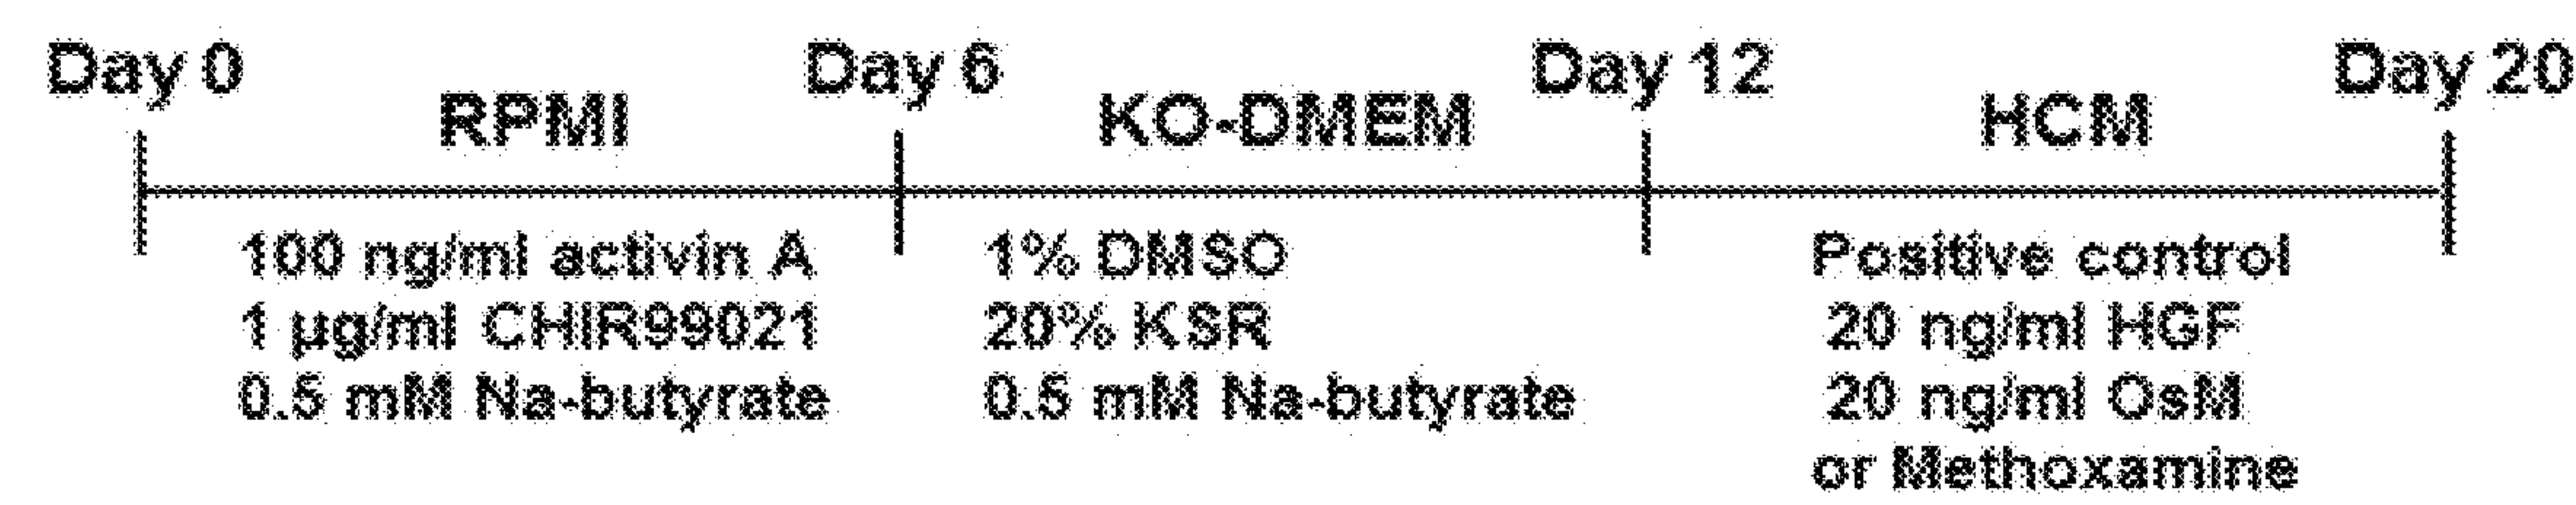 Day 0 Day 6 Day 12 Day 20
RPMI KO-DMEM HCM
100 ng/ml activin A
1 µg/ml CHIR99021
0.5 mM Na-butyrate
1% DMSO
20% KSR
0.5 mM Na-butyrate
Positive control
20 ng/ml HGF
20 ng/ml OsM
or Methoxamine